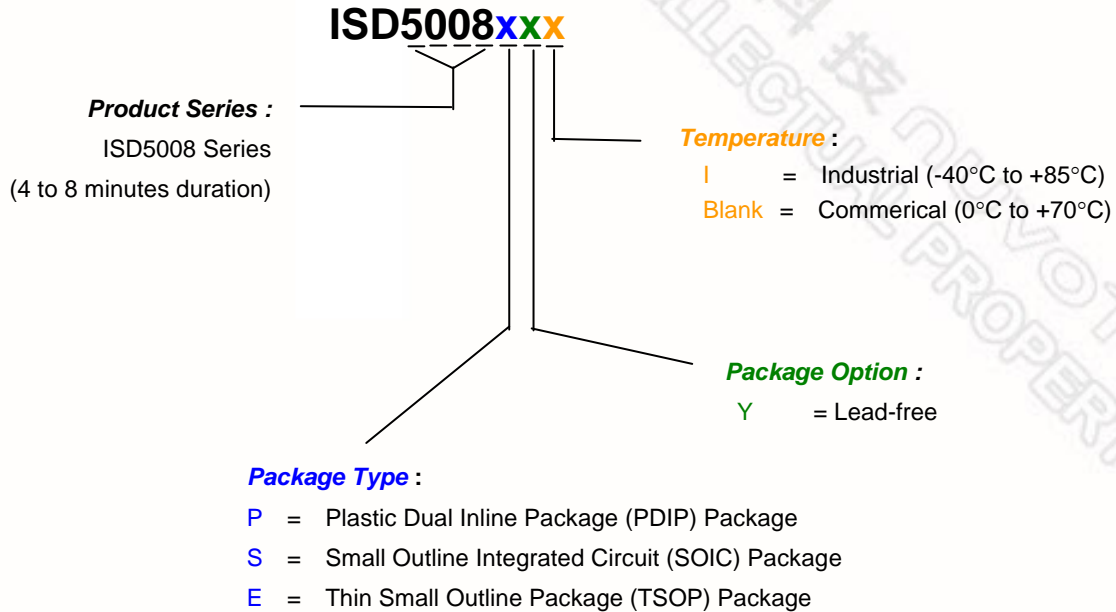 ISD5008xxx
Product Series :
ISD5008 Series
(4 to 8 minutes duration)
Temperature :
I = Industrial (-40°C to +85°C)
Blank = Commerical (0°C to +70°C)
Package Option :
Y = Lead-free
Package Type :
P = Plastic Dual Inline Package (PDIP) Package
S = Small Outline Integrated Circuit (SOIC) Package
E = Thin Small Outline Package (TSOP) Package